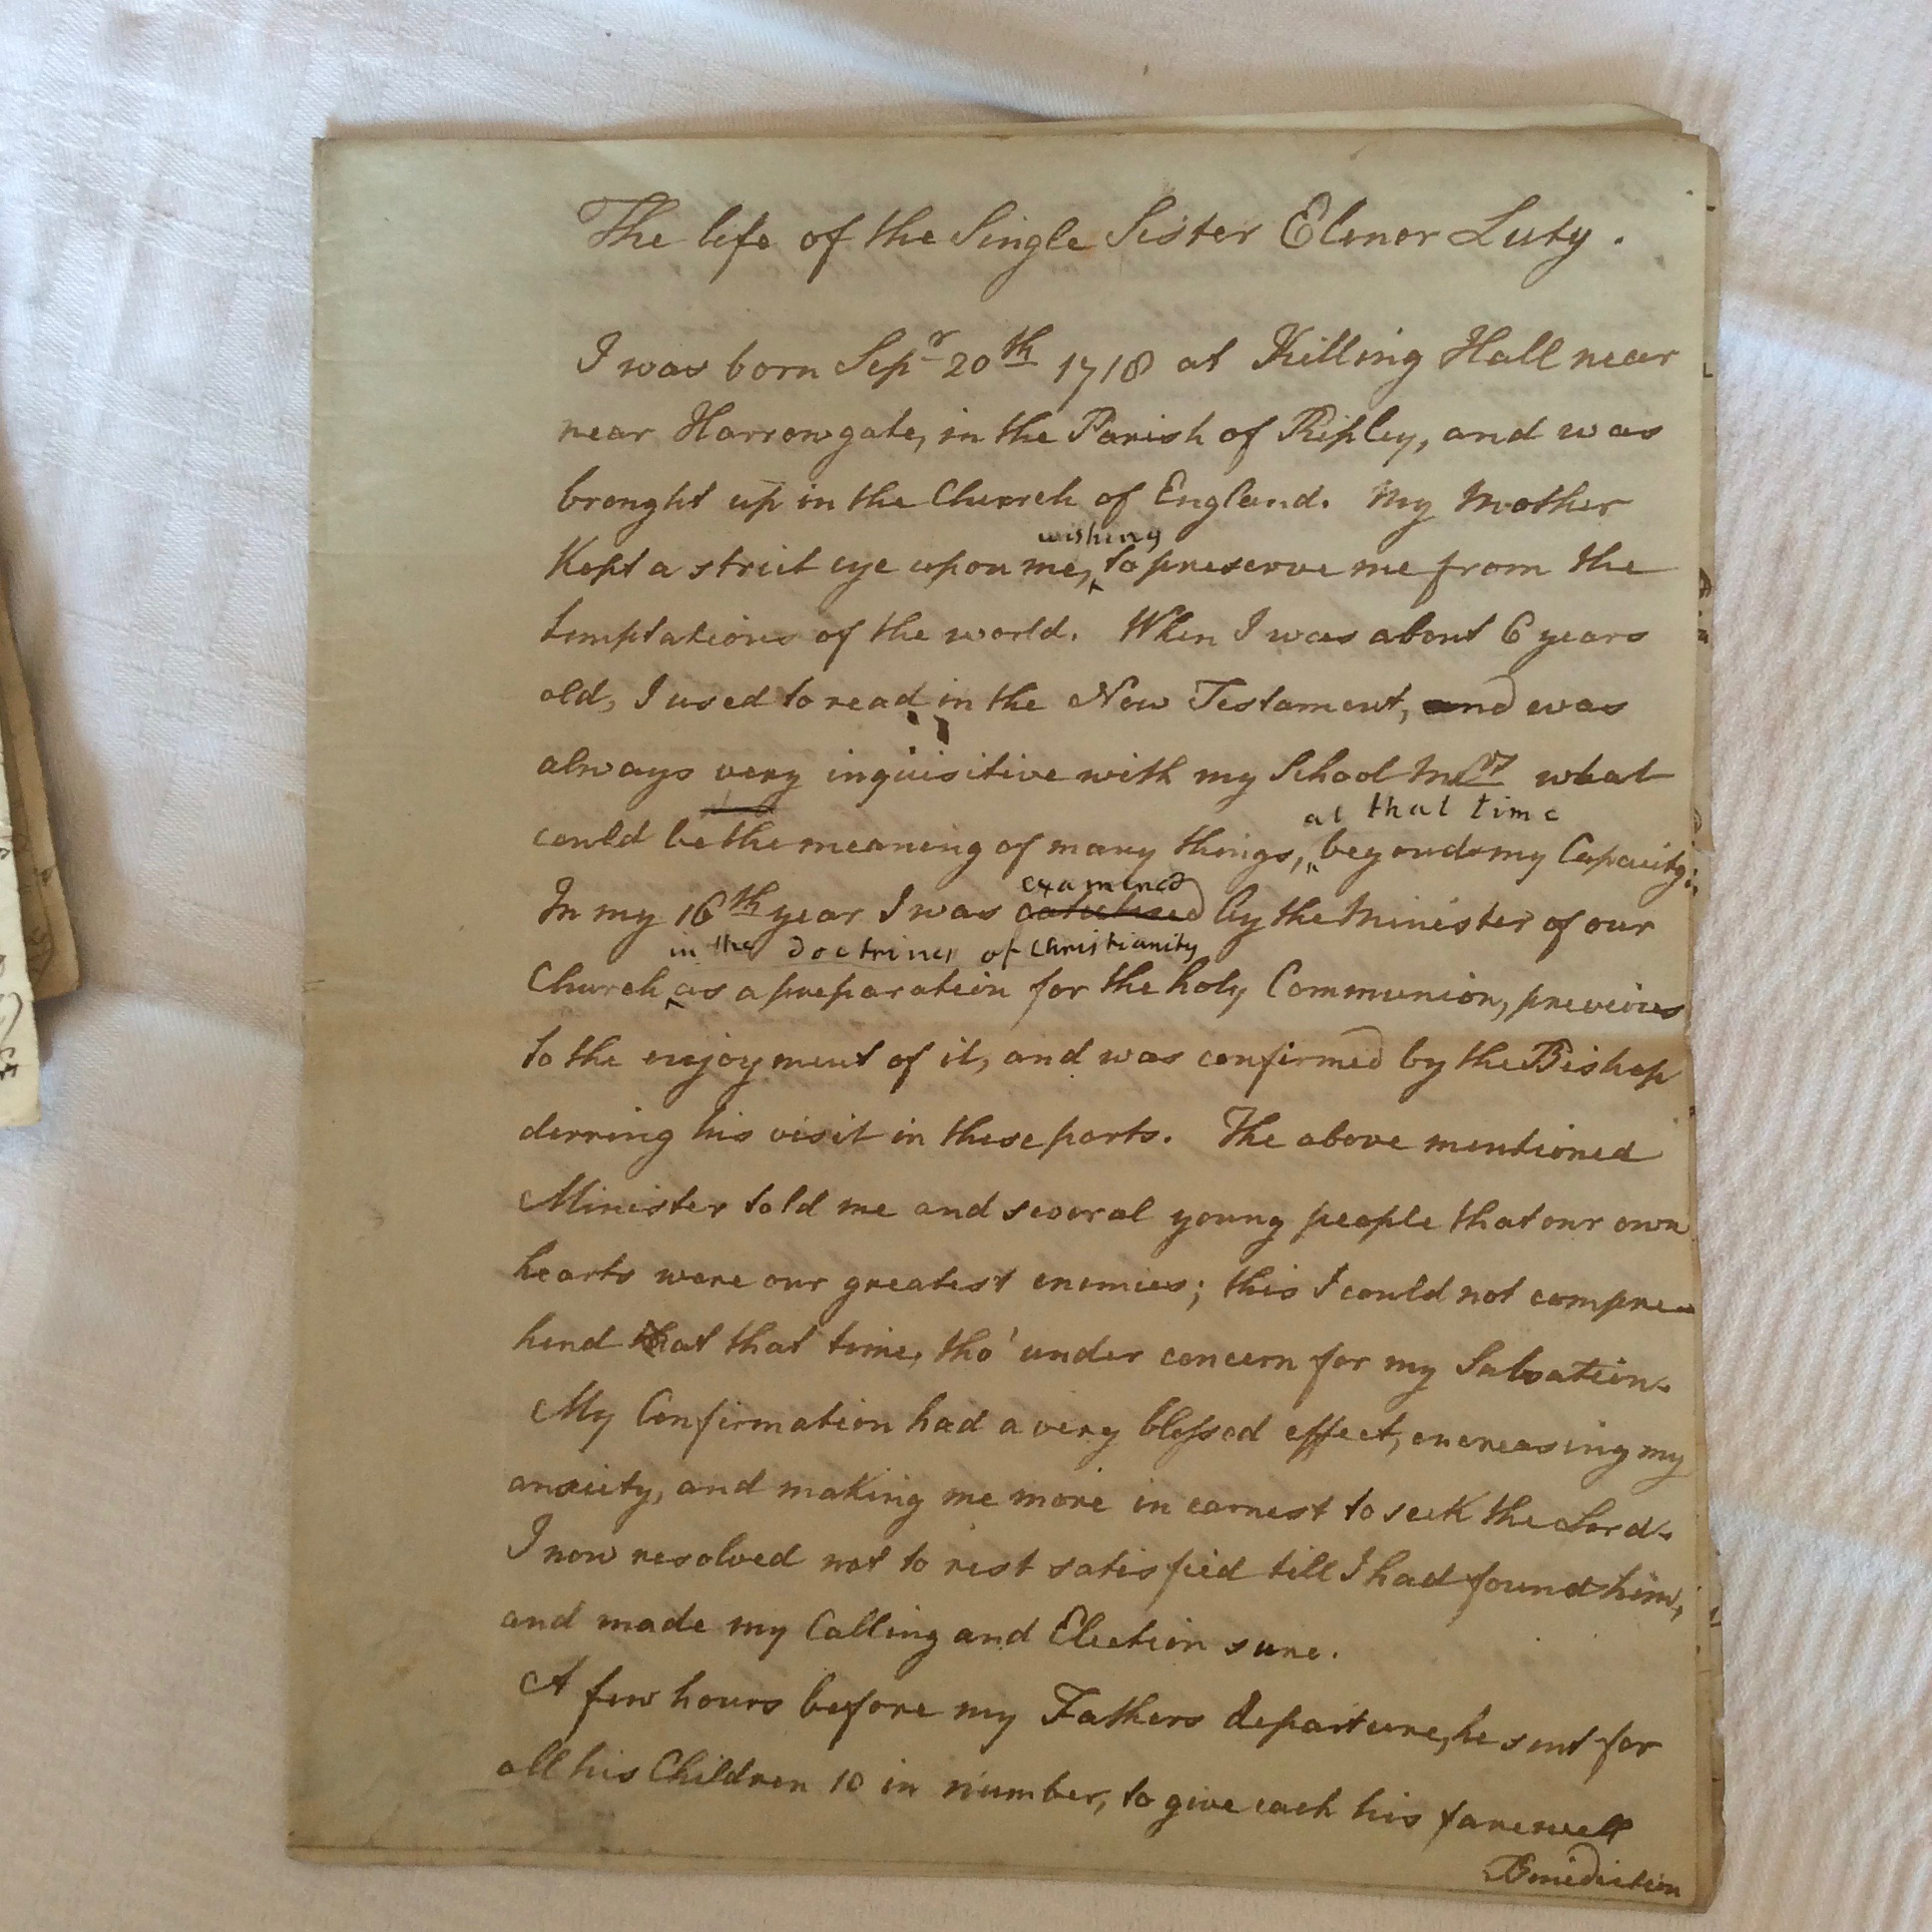 The life of the Single Sister Elenor Luty.
I was born Sepr 20th 1718 at Killing Hall near
near Harrowgate, in the Parish of Ripley, and was
brought up in the Church of England. My Mother
wishing
Kept a strict eye upon me, to preserve me from the
temptations of the world. When I was about 6 years
old, I used to read in the New Testament, and was
always very inquisitive with my School what
at that time
could be the meaning of many things, beyond my Capacity:
examined
In my 16th year I was catechised by the Minister of our
in the doctrines of Christianity
Church as a preparation for the holy Communion, previous
to the enjoyment of it, and was confirmed by the Bishop
derring his visit in these parts. The above mentioned
Minister told me and several young people that our own
hearts were our greatest enemies; this I could not compre-
hend at that time, tho' under concern for my Salvation.
My Confirmation had a very blessed effect, encreasing my
anxiety, and making me more in earnest to seek the Lord.
I now resolved not to rest satisfied till I had found him,
and made my Calling and Election sure.
A few hours before my Fathers departure, he sent for
all his Children 10 in number, to give each his farewell
Benediction